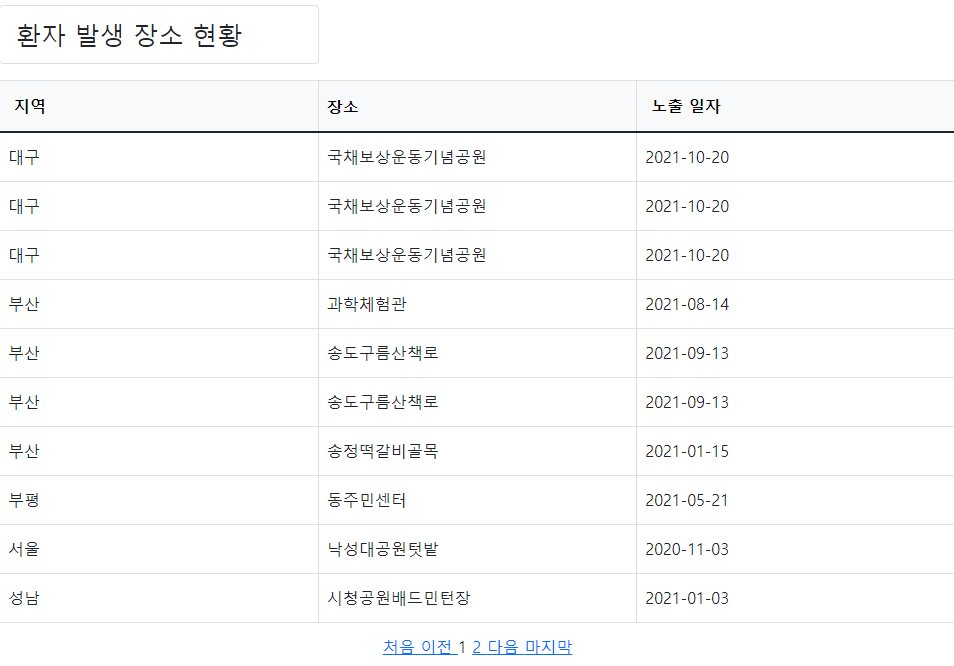 환자 발생 장소 현황
지역 장소 노출 일자
대구 국채보상운동기념공원 2021-10-20
대구 국채보상운동기념공원 2021-10-20
대구 국채보상운동기념공원 2021-10-20
부산 과학체험관 2021-08-14
부산 송도구름산책로 2021-09-13
부산 송도구름산책로 2021-09-13
부산 송정떡갈비골목 2021-01-15
부평 동주민센터 2021-05-21
서울 낙성대공원텃밭 2020-11-03
성남 시청공원배드민턴장 2021-01-03
처음 이전 1 2 다음 마지막